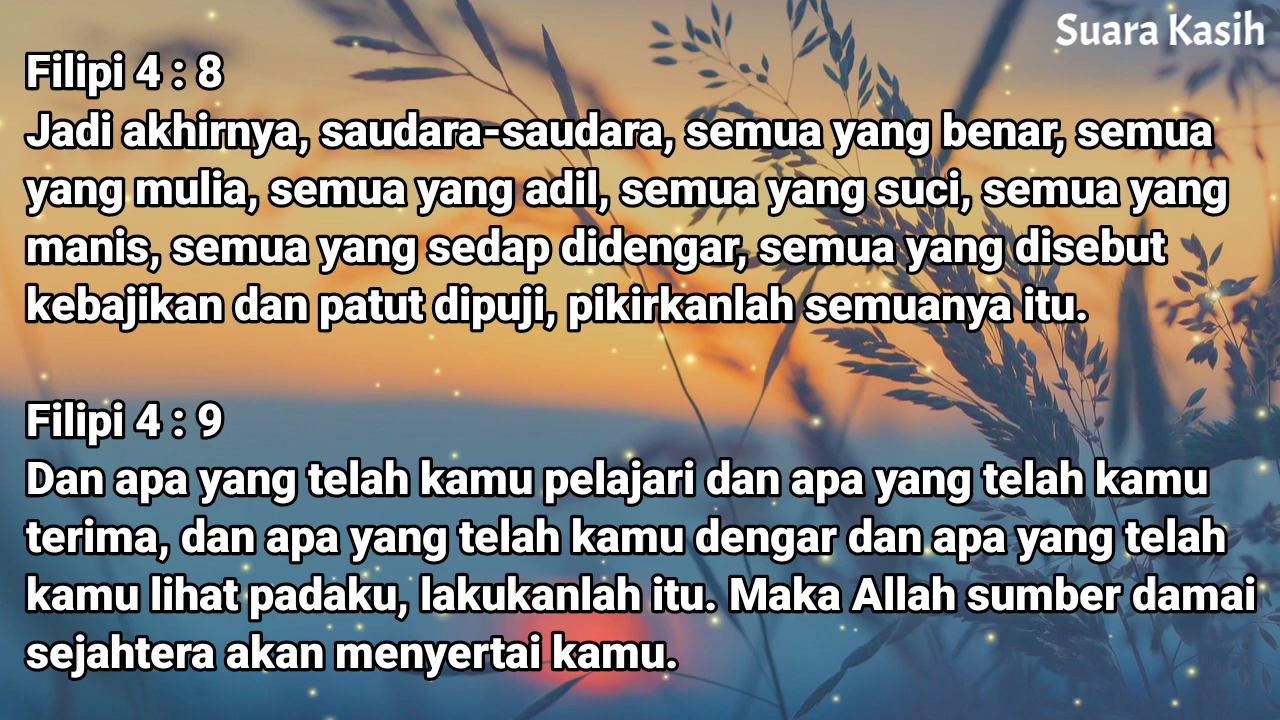 Suara Kasih
Filipi 4 : 8
Jadi akhirnya, saudara-saudara, semua yang benar, semua
yang mulia, semua yang adil, semua yang suci, semua yang
manis, semua yang sedap didengar, semua yang disebut
kebajikan dan patut dipuji, pikirkanlah semuanya itu.
Filipi 4 : 9
Dan apa yang telah kamu pelajari dan apa yang telah kamu
terima, dan apa yang telah kamu dengar dan apa yang telah
kamu lihat padaku, lakukanlah itu. Maka Allah sumber damai
sejahtera akan menyertai kamu.